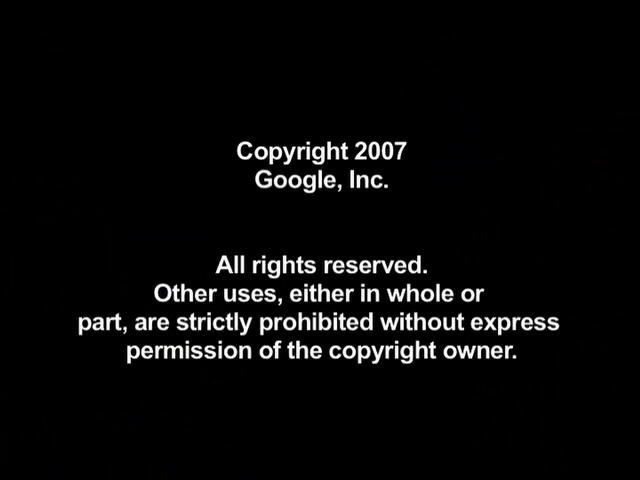 Copyright 2007
Google, Inc.
All rights reserved.
Other uses, either in whole or
part, are strictly prohibited without express
permission of the copyright owner.